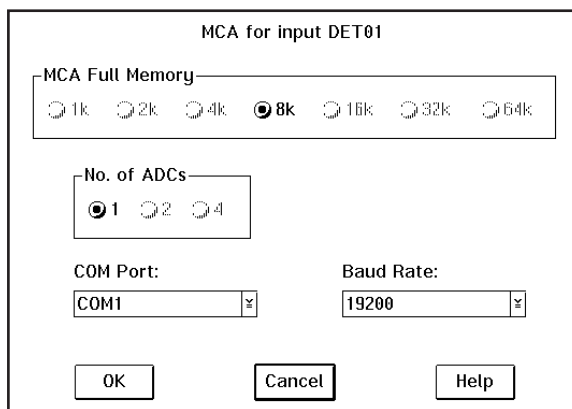 MCA for input DET01
MCA Full Memory
1k 2k 4k 8k 16k 32k 64k
No. of ADCs
1 2 4
COM Port: Baud Rate:
COM1 19200
OK Cancel Help